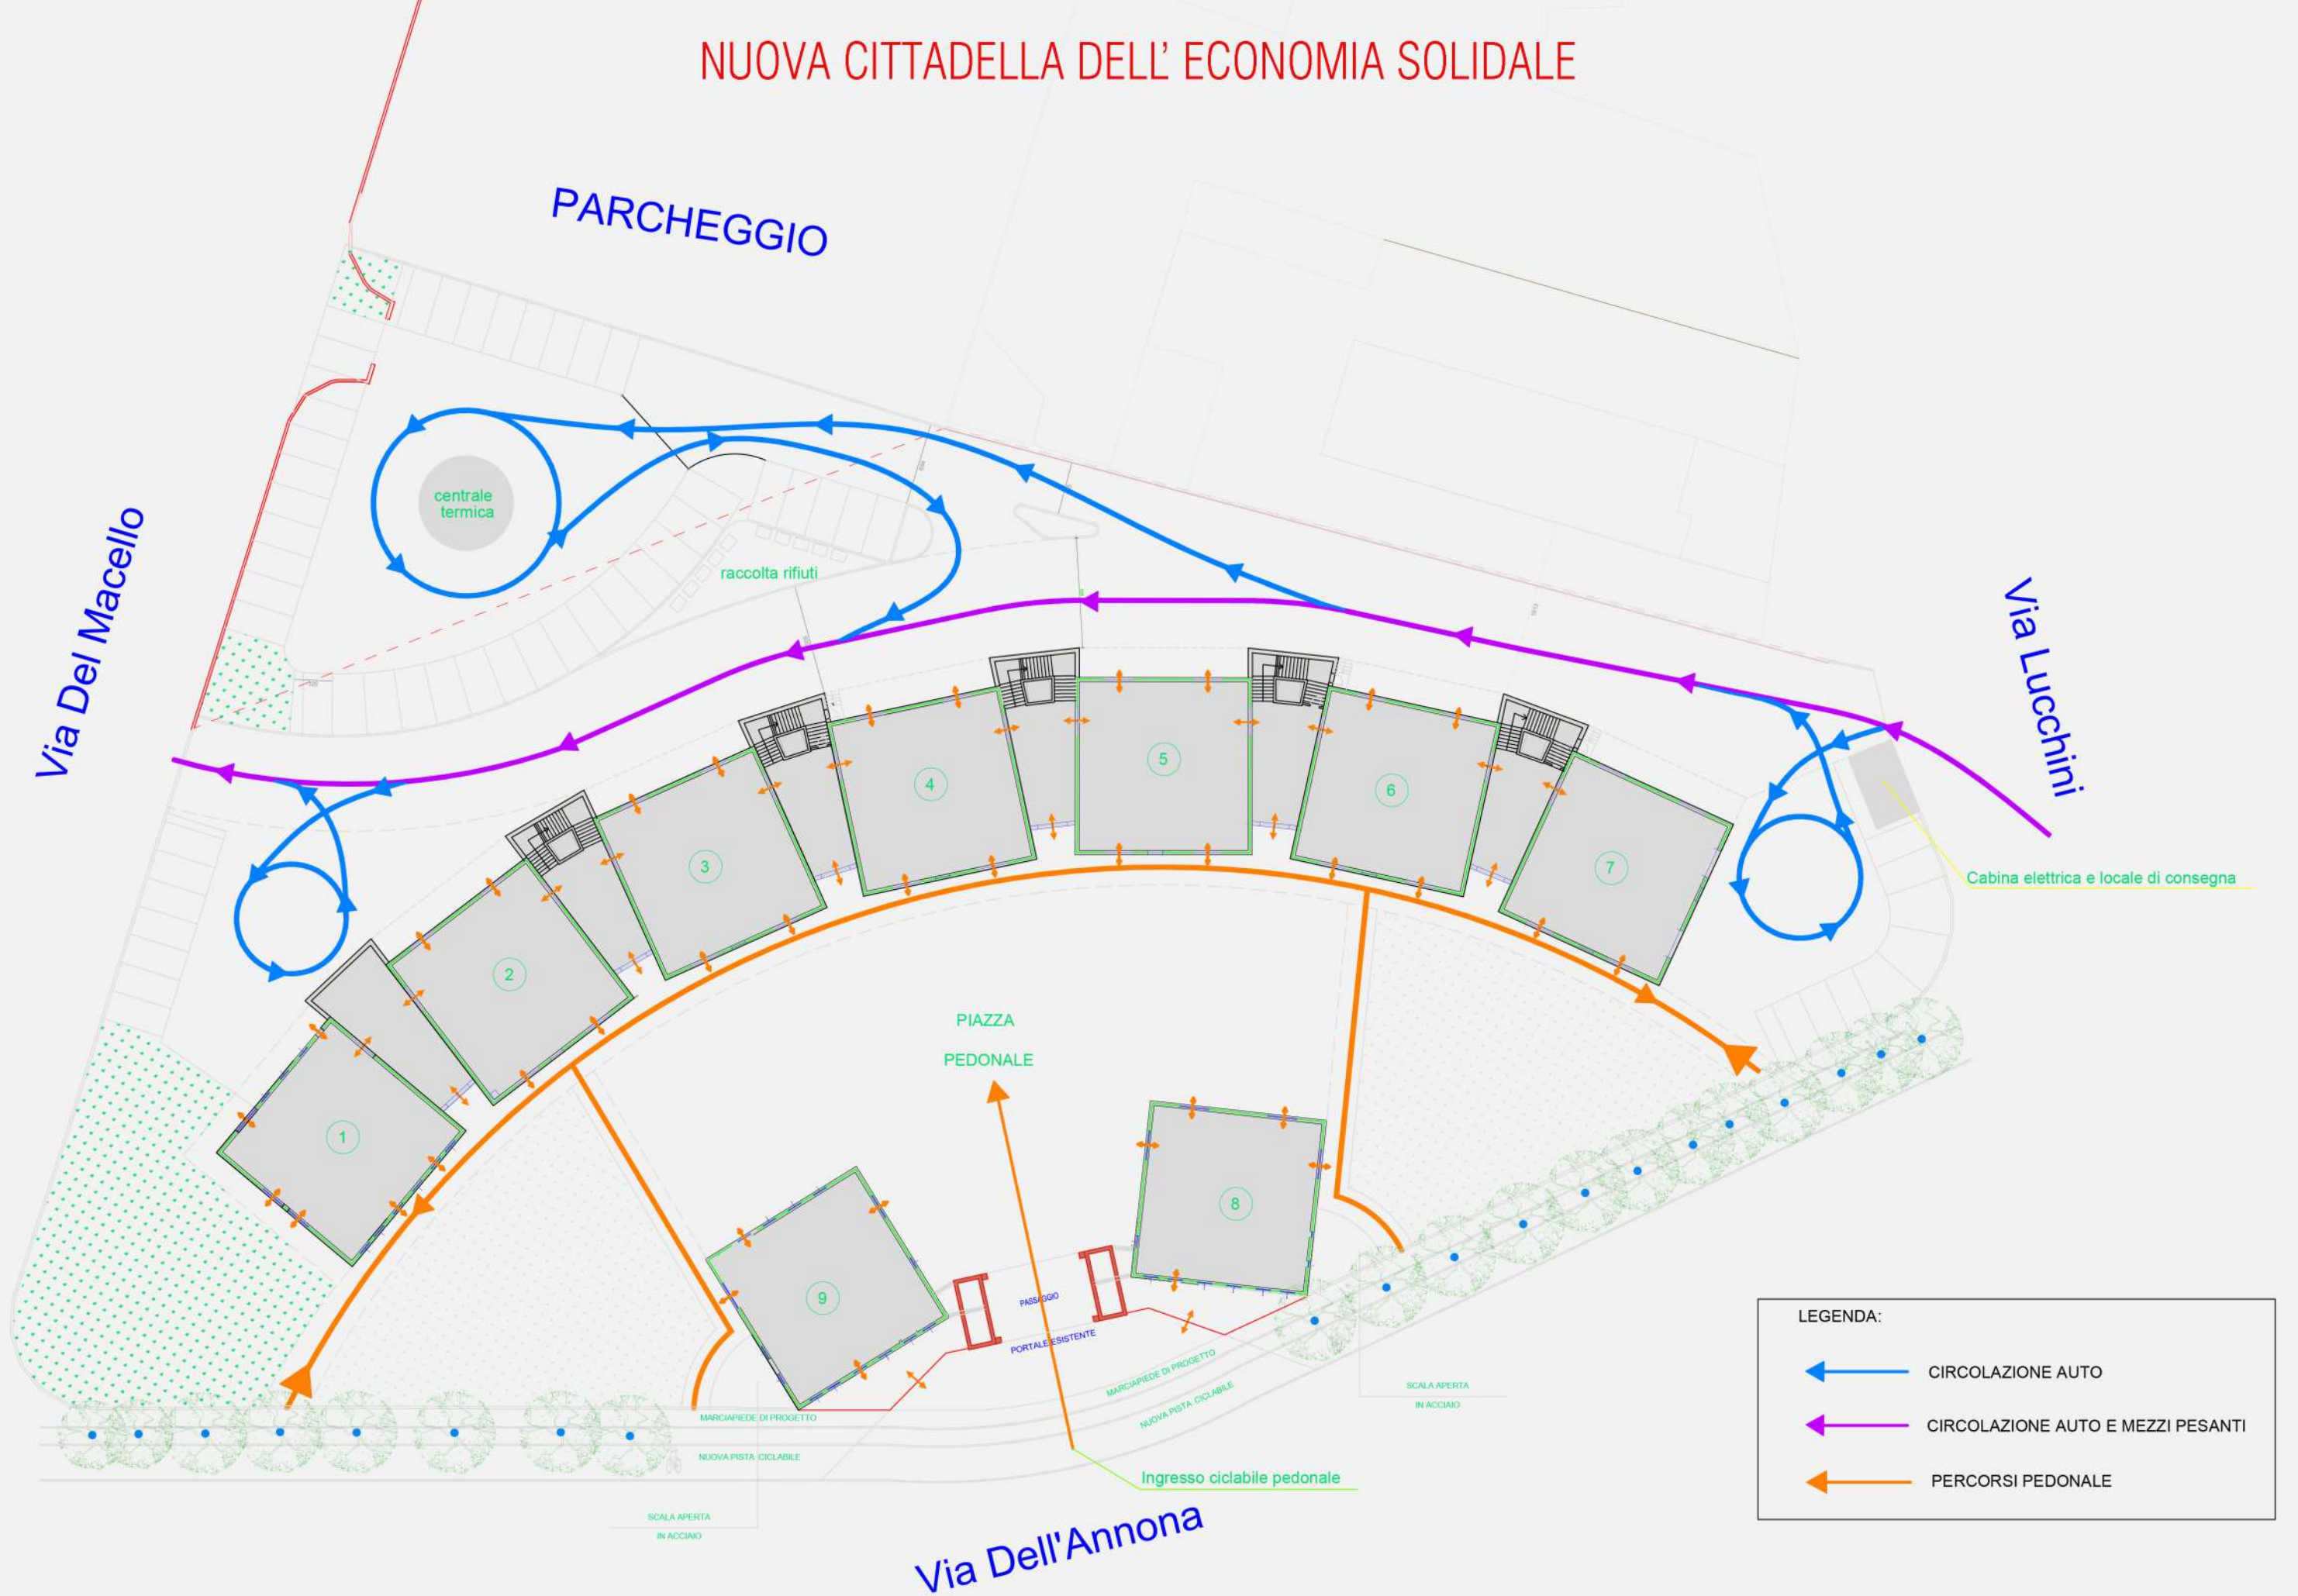 NUOVA CITTADELLA DELL' ECONOMIA SOLIDALE
PARCHEGGIO
centrale
termica
raccolta rifiuti
Via Del Macello
Via Lucchini
Cabina elettrica e locale di consegna
1
2
3
4
5
6
7
PIAZZA
PEDONALE
8
9
PASSAGGIO
PORTALE ESISTENTE
MARCIAPIEDE DI PROGETTO
NUOVA PISTA CICLABILE
SCALA APERTA
IN ACCIAIO
MARCIAPIEDE DI PROGETTO
NUOVA PISTA CICLABILE
SCALA APERTA
IN ACCIAIO
Ingresso ciclabile pedonale
Via Dell'Annona
LEGENDA:
CIRCOLAZIONE AUTO
CIRCOLAZIONE AUTO E MEZZI PESANTI
PERCORSI PEDONALE